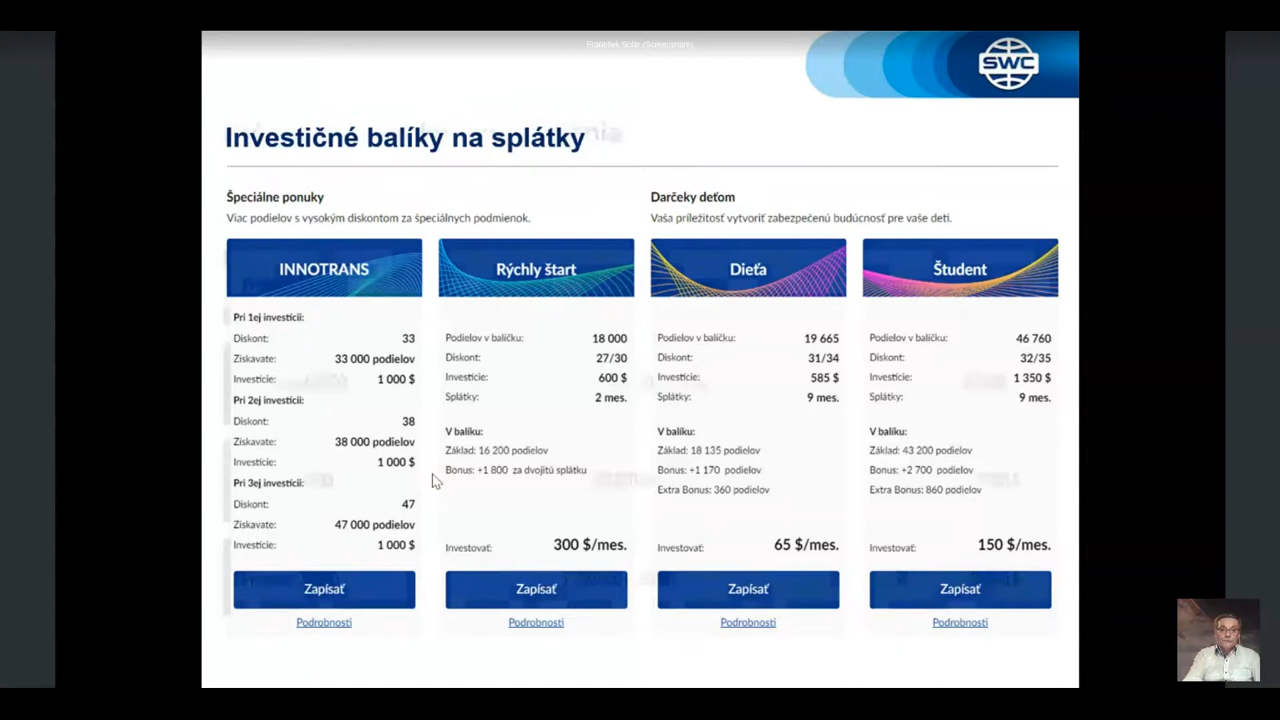 František Solár (Screenshare)
SWC
Investičné balíky na splátky
Špeciálne ponuky
Viac podielov s vysokým diskontom za špeciálnych podmienok.
Darčeky deťom
Vaša príležitosť vytvoriť zabezpečenú budúcnosť pre vaše deti.
INNOTRANS
Pri 1ej investícii:
Diskont: 33
Získavate: 33 000 podielov
Investície: 1 000 $
Pri 2ej investícii:
Diskont: 38
Získavate: 38 000 podielov
Investície: 1 000 $
Pri 3ej investícii:
Diskont: 47
Získavate: 47 000 podielov
Investície: 1 000 $
Zapísať
Podrobnosti
Rýchly štart
Podielov v balíčku: 18 000
Diskont: 27/30
Investície: 600 $
Splátky: 2 mes.
V balíku:
Základ: 16 200 podielov
Bonus: +1 800 za dvojitú splátku
Investovať: 300 $/mes.
Zapísať
Podrobnosti
Dieťa
Podielov v balíčku: 19 665
Diskont: 31/34
Investície: 585 $
Splátky: 9 mes.
V balíku:
Základ: 18 135 podielov
Bonus: +1 170 podielov
Extra Bonus: 360 podielov
Investovať: 65 $/mes.
Zapísať
Podrobnosti
Študent
Podielov v balíčku: 46 760
Diskont: 32/35
Investície: 1 350 $
Splátky: 9 mes.
V balíku:
Základ: 43 200 podielov
Bonus: +2 700 podielov
Extra Bonus: 860 podielov
Investovať: 150 $/mes.
Zapísať
Podrobnosti